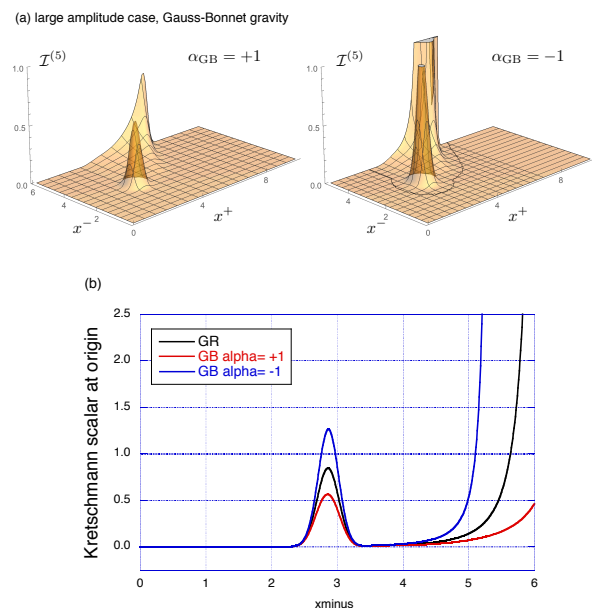 (a) large amplitude case, Gauss-Bonnet gravity
𝓘⁽⁵⁾ α_GB = +1
1.0
0.5
0.0
6
4
2
0
4
8
x⁻
x⁺
𝓘⁽⁵⁾ α_GB = −1
1.0
0.5
0.0
4
2
0
4
8
x⁻
x⁺
(b)
Kretschmann scalar at origin
2.5
2.0
1.5
1.0
0.5
0.0
GR
GB alpha= +1
GB alpha= -1
0 1 2 3 4 5 6
xminus